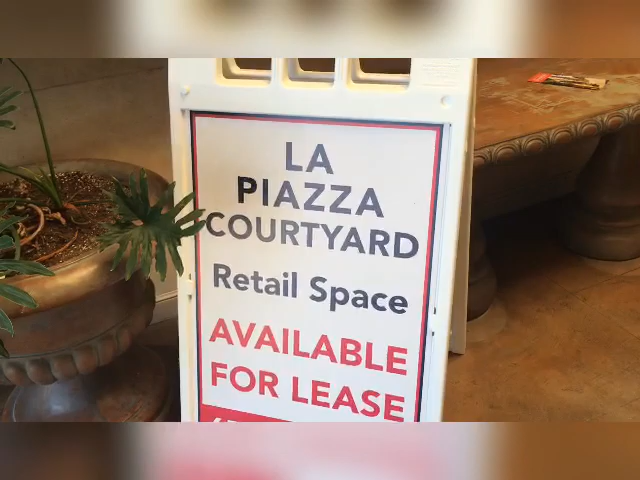 LA
PIAZZA
COURTYARD
Retail Space
AVAILABLE
FOR LEASE